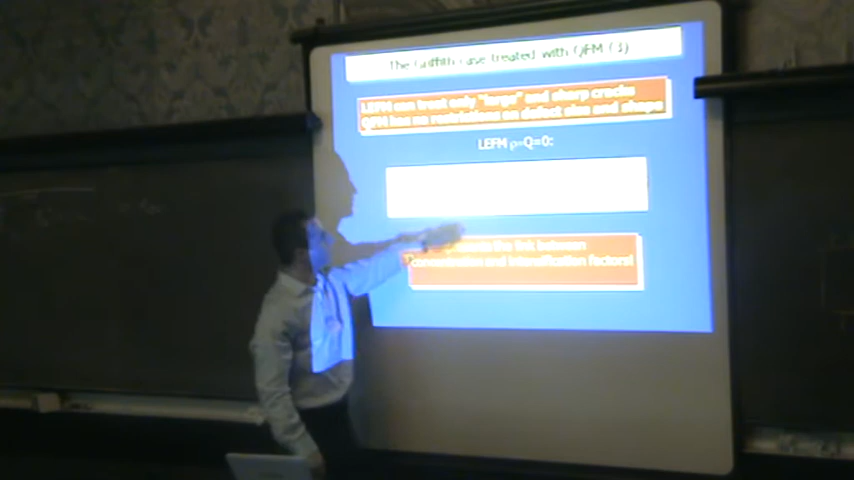 The Griffith case treated with QFM (3)
LEFM can treat only "large" and sharp cracks
QFM has no restrictions on defect size and shape
LEFM ρ=Q=0:
the link between
Concentration and Intensification factors!